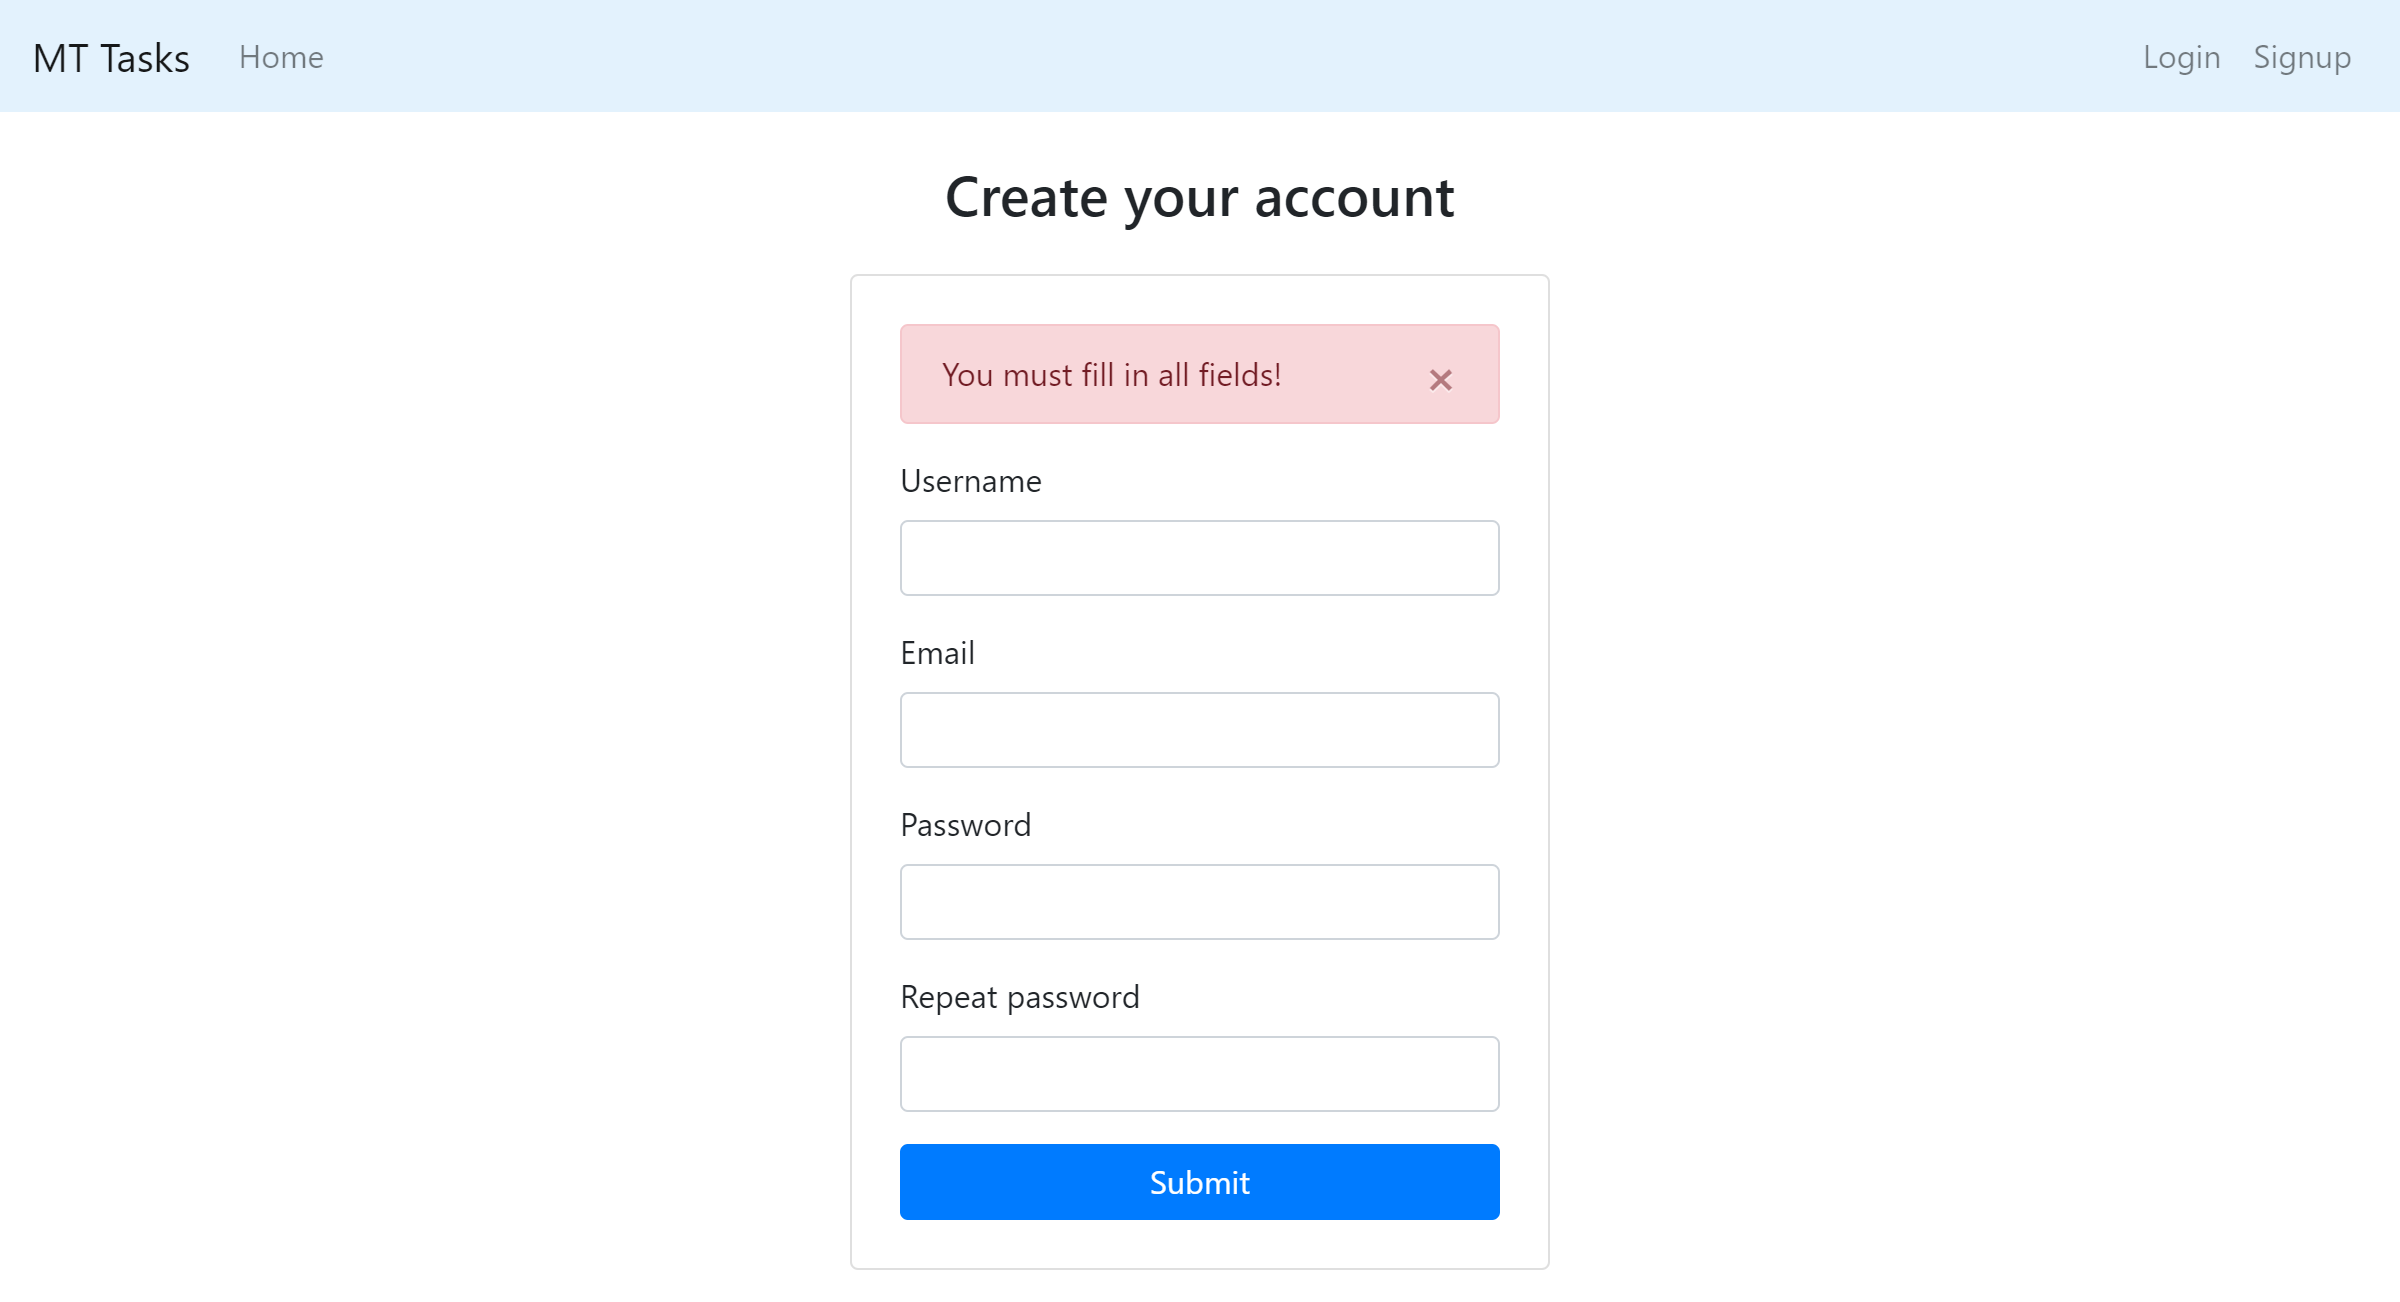 MT Tasks Home Login Signup
Create your account
You must fill in all fields! ×
Username
Email
Password
Repeat password
Submit